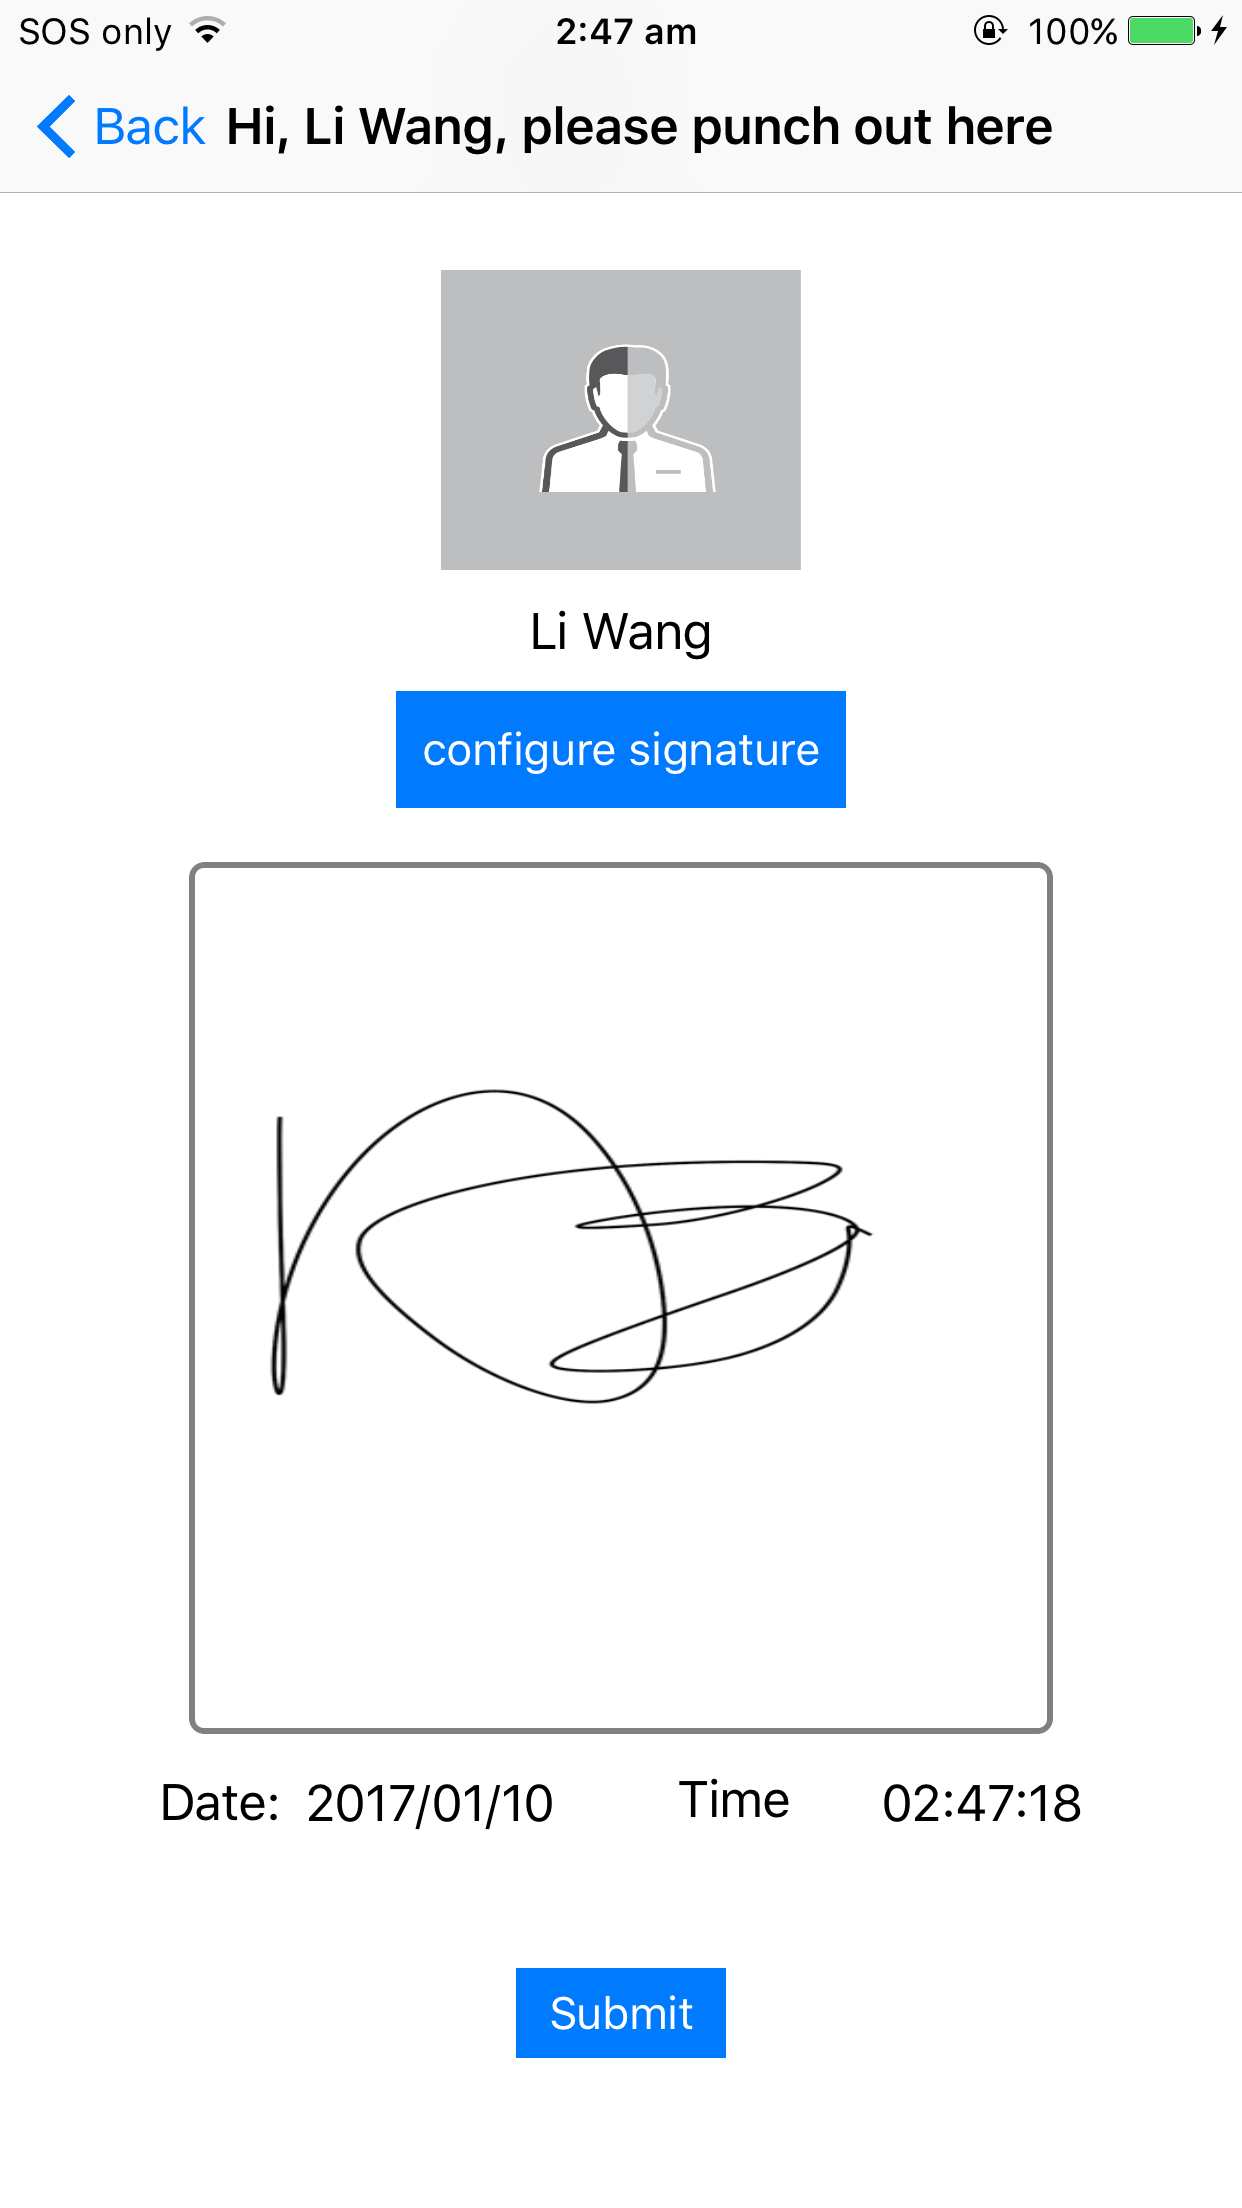 SOS only 2:47 am 100%
Back Hi, Li Wang, please punch out here
Li Wang
configure signature
Date: 2017/01/10 Time 02:47:18
Submit